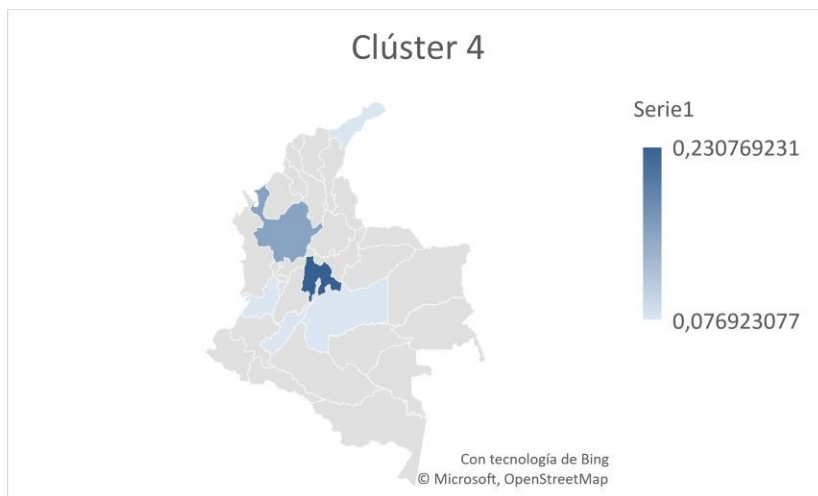 Clúster 4
Serie1
0,230769231
0,076923077
Con tecnología de Bing
© Microsoft, OpenStreetMap